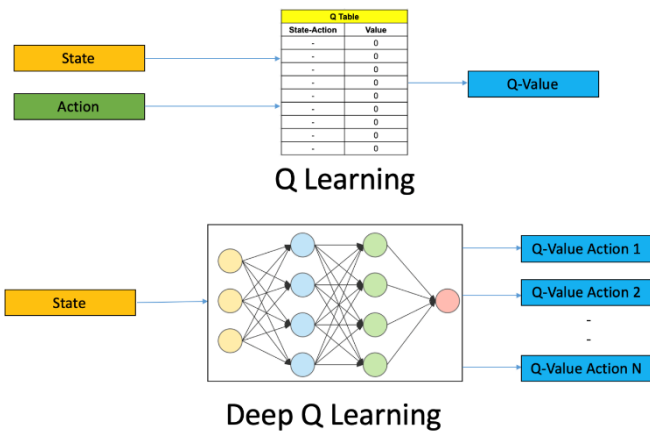 Q Table
State-Action Value
- 0
- 0
- 0
- 0
- 0
- 0
- 0
- 0
- 0
State
Action
Q-Value
Q Learning
State
Q-Value Action 1
Q-Value Action 2
-
-
Q-Value Action N
Deep Q Learning